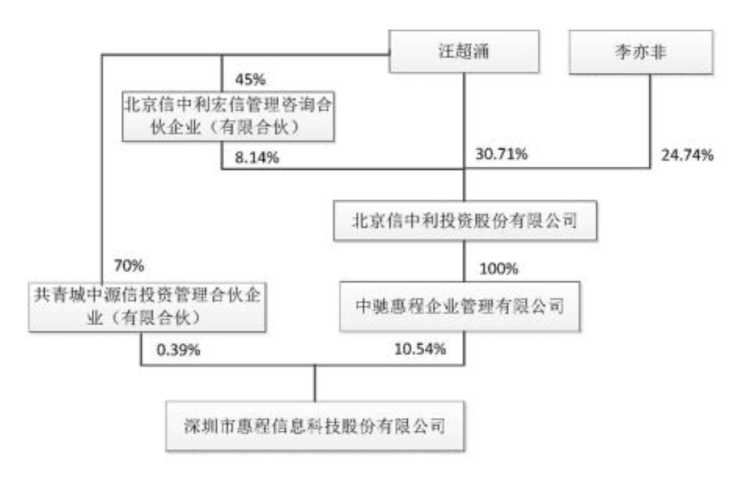 汪超涌
李亦非
45%
北京信中利宏信管理咨询合
伙企业（有限合伙）
8.14%
30.71%
24.74%
北京信中利投资股份有限公司
70%
100%
共青城中源信投资管理合伙企
业（有限合伙）
中驰惠程企业管理有限公司
0.39%
10.54%
深圳市惠程信息科技股份有限公司